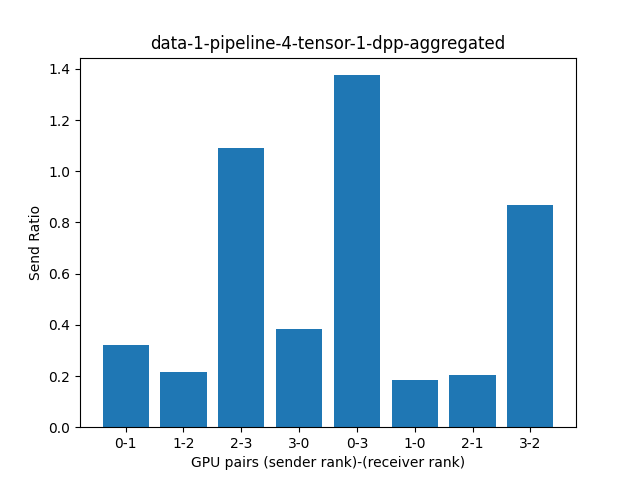 data-1-pipeline-4-tensor-1-dpp-aggregated
1.4
1.2
1.0
0.8
0.6
0.4
0.2
0.0
Send Ratio
0-1 1-2 2-3 3-0 0-3 1-0 2-1 3-2
GPU pairs (sender rank)-(receiver rank)